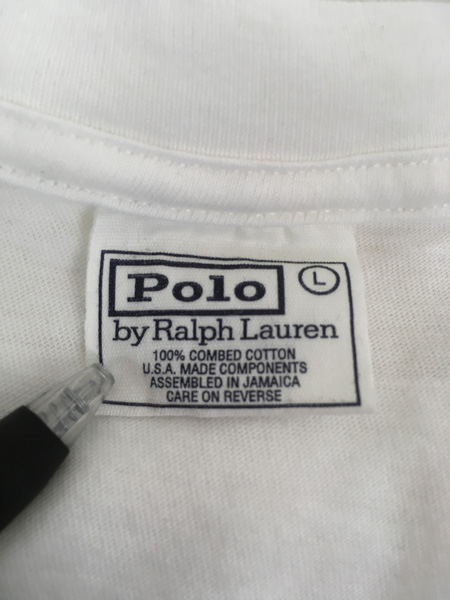 Polo L
by Ralph Lauren
100% COMBED COTTON
U.S.A. MADE COMPONENTS
ASSEMBLED IN JAMAICA
CARE ON REVERSE